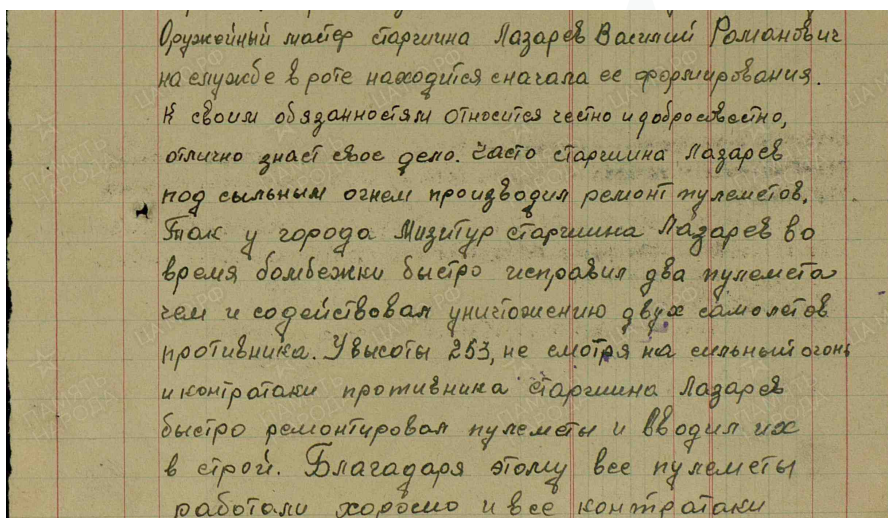 Оружейный мастер старшина Лазарев Василий Романович
на службе в роте находится сначала ее формирования.
К своим обязанностям относится честно и добросовестно,
отлично знает свое дело. Часто старшина Лазарев
под сыльным огнем производил ремонт пулеметов.
Так у города Мизитур старшина Лазарев во
время бомбежки быстро исправил два пулемета
чем и содействовал уничтожению двух самолетов
противника. У высоты 253, не смотря на сильный огонь
и контратаки противника старшина Лазарев
быстро ремонтировал пулеметы и вводил их
в строй. Благадаря этому все пулеметы
работали хорошо и все контратаки